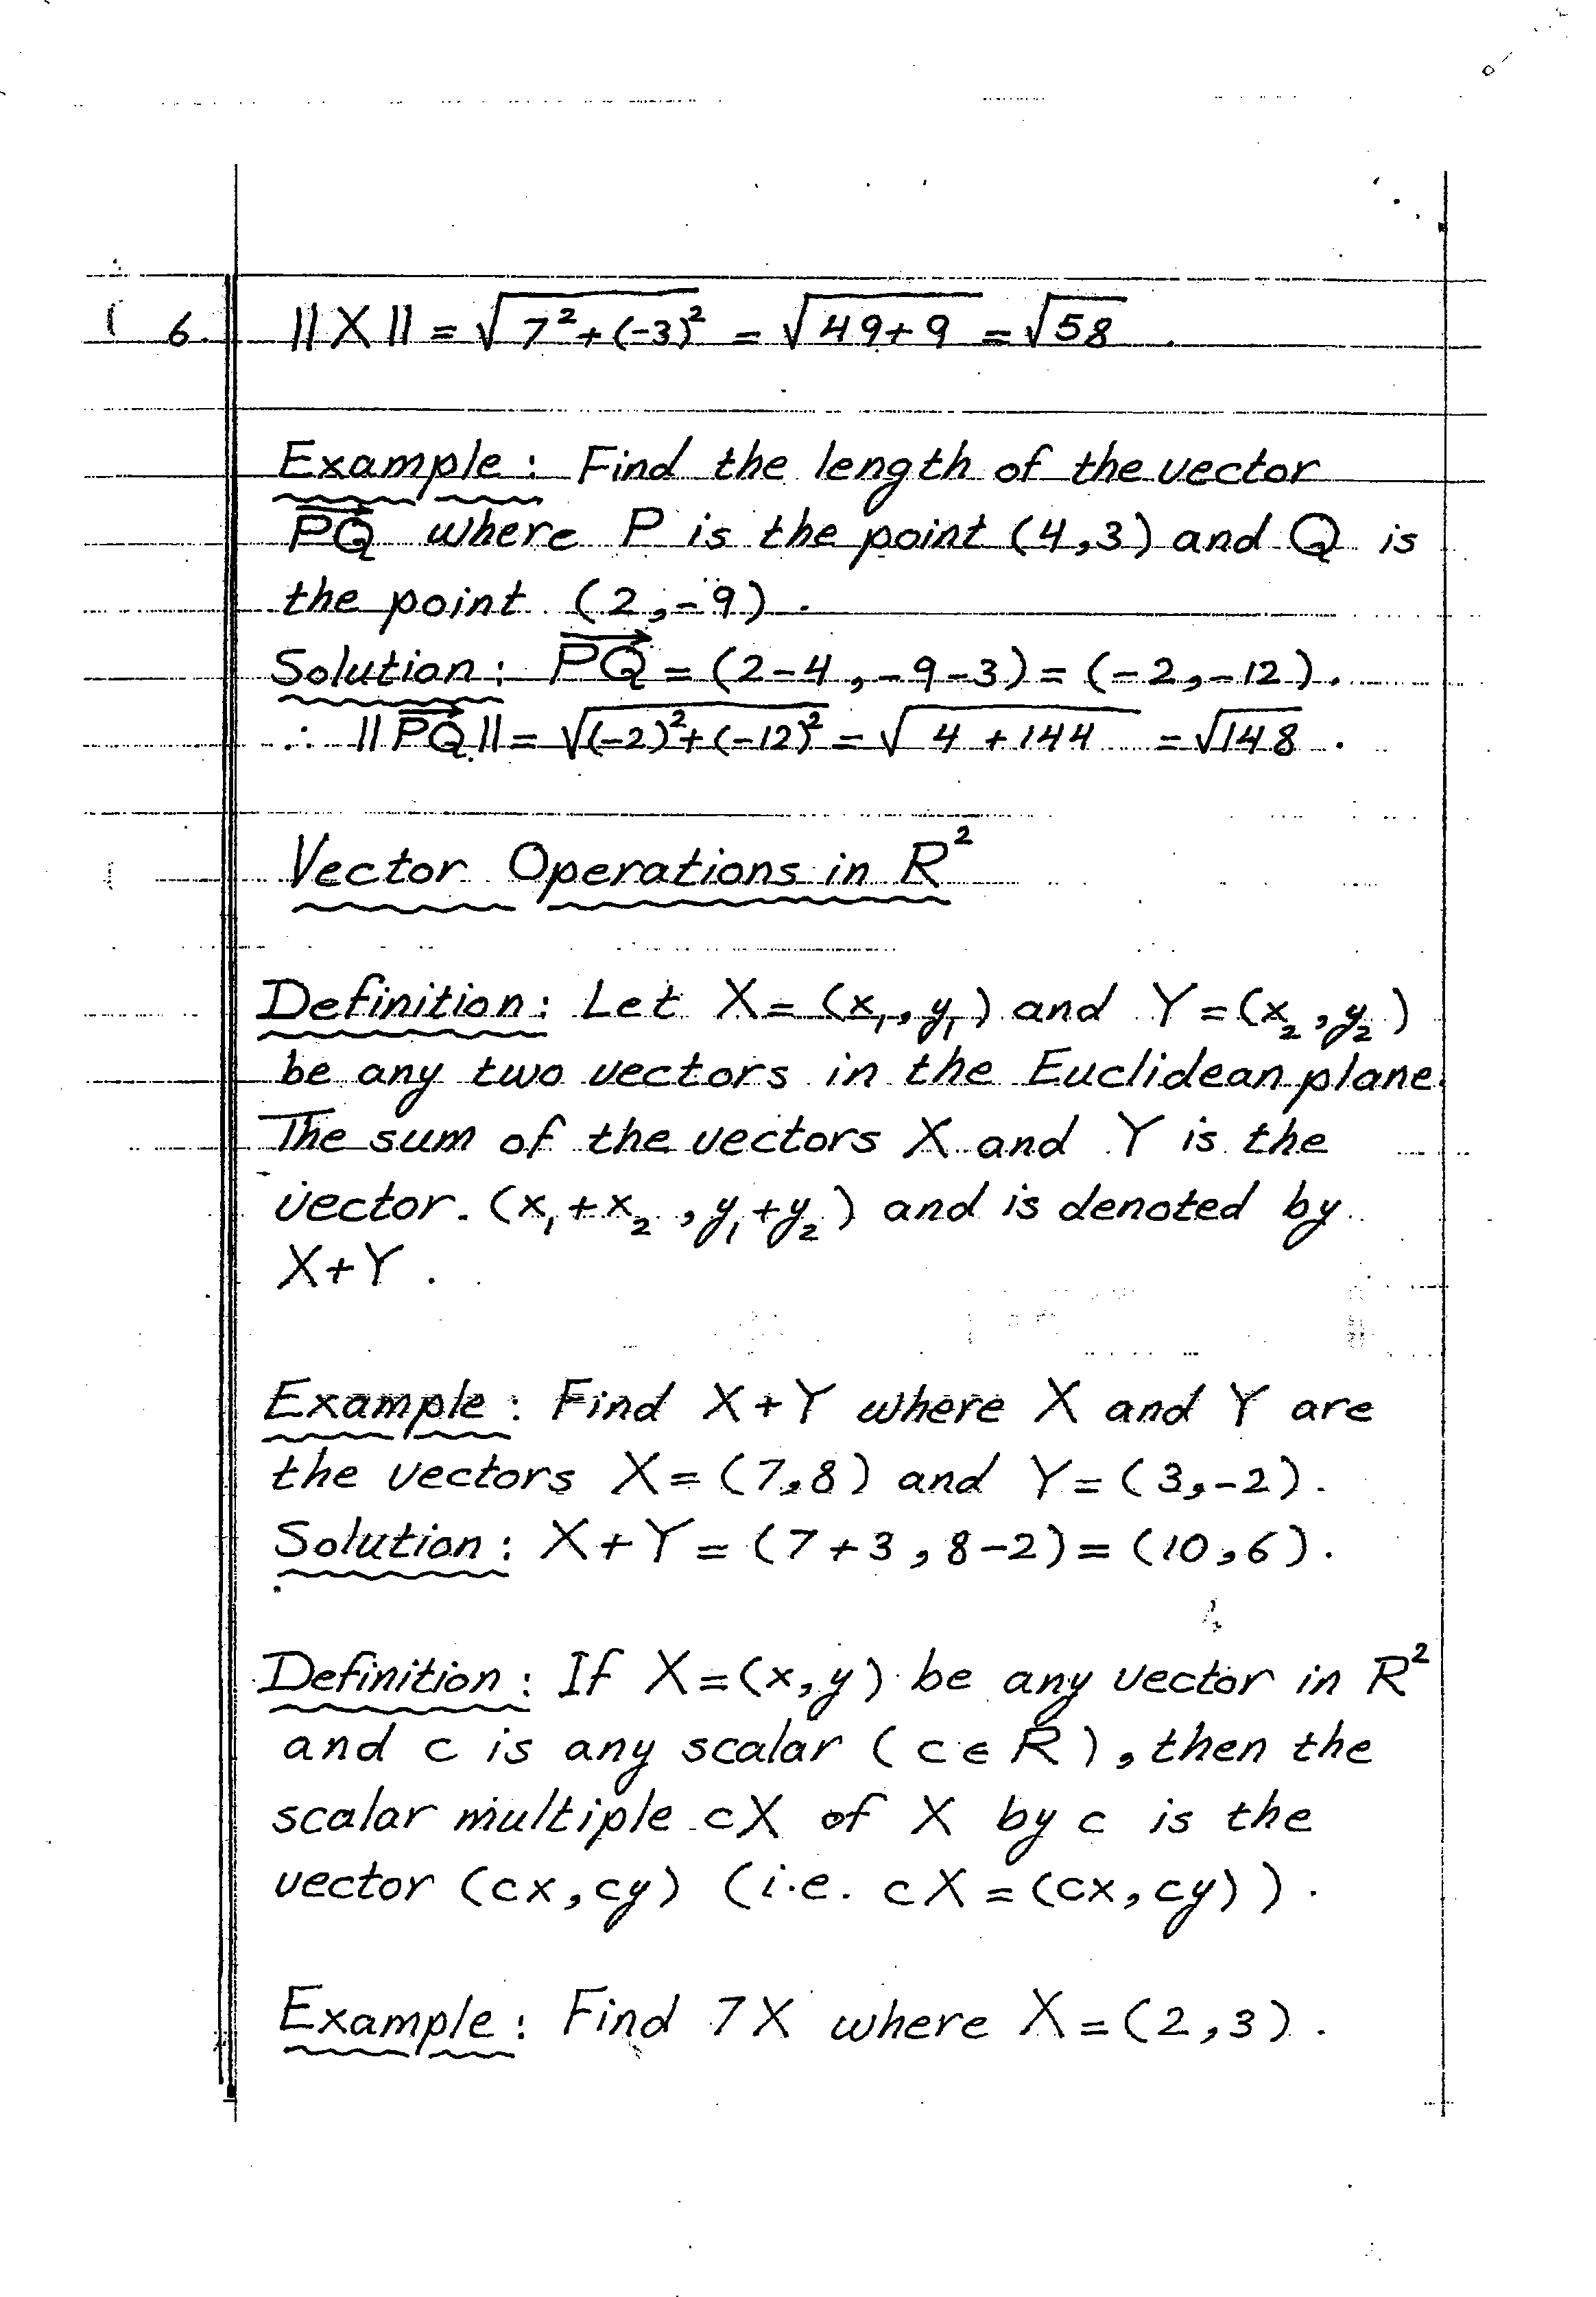 6. ||X|| = √(7²+(-3)²) = √(49+9) = √58 .
Example: Find the length of the vector
P⃗Q⃗ where P is the point (4,3) and Q is
the point (2,-9).
Solution: P⃗Q⃗ = (2-4, -9-3) = (-2,-12).
∴ ||P⃗Q⃗|| = √((-2)²+(-12)²) = √(4+144) = √148 .
Vector Operations in R²
Definition: Let X = (x₁, y₁) and Y = (x₂, y₂)
be any two vectors in the Euclidean plane.
The sum of the vectors X and Y is the
vector (x₁+x₂, y₁+y₂) and is denoted by
X+Y .
Example: Find X+Y where X and Y are
the vectors X = (7,8) and Y = (3,-2).
Solution: X+Y = (7+3, 8-2) = (10,6).
Definition: If X = (x,y) be any vector in R²
and c is any scalar (c ∈ R), then the
scalar multiple cX of X by c is the
vector (cx, cy) (i.e. cX = (cx, cy)).
Example: Find 7X where X = (2,3).